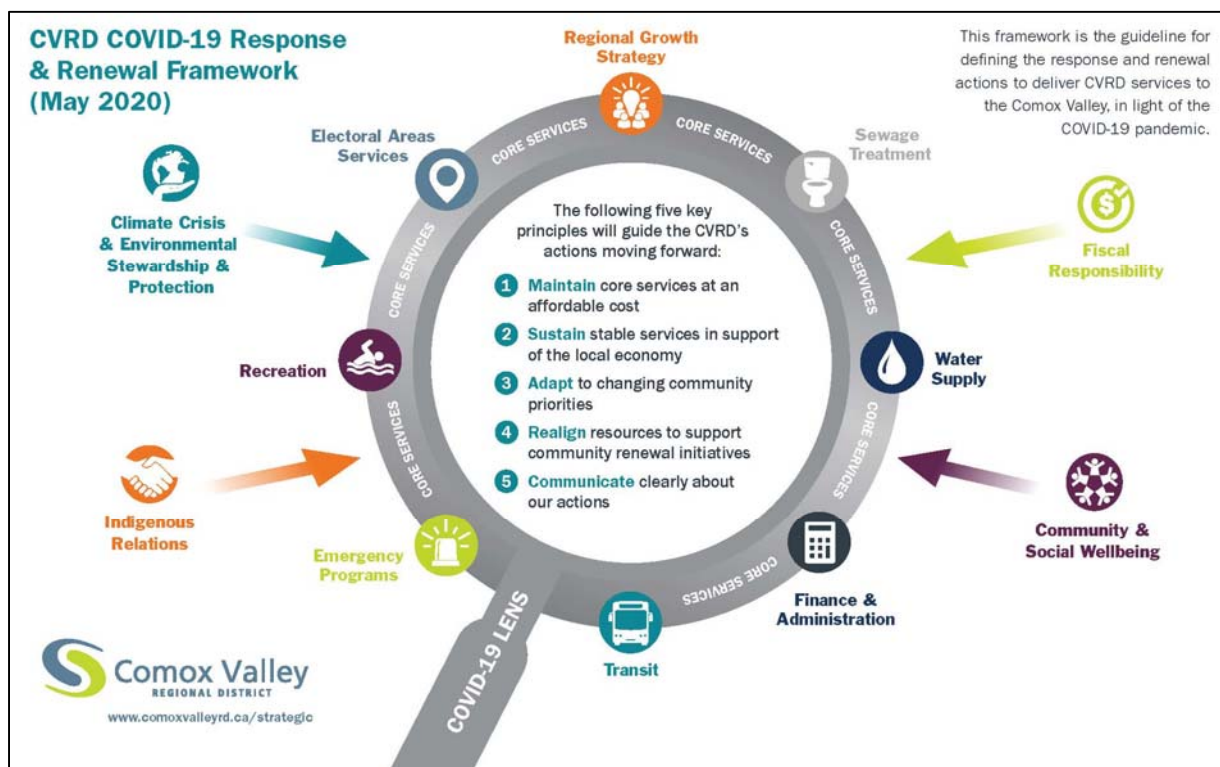 CVRD COVID-19 Response
& Renewal Framework
(May 2020)
This framework is the guideline for
defining the response and renewal
actions to deliver CVRD services to
the Comox Valley, in light of the
COVID-19 pandemic.
Regional Growth
Strategy
CORE SERVICES
CORE SERVICES
Electoral Areas
Services
Sewage
Treatment
Climate Crisis
& Environmental
Stewardship &
Protection
Fiscal
Responsibility
CORE SERVICES
CORE SERVICES
The following five key
principles will guide the CVRD's
actions moving forward:
1 Maintain core services at an
affordable cost
2 Sustain stable services in support
of the local economy
3 Adapt to changing community
priorities
4 Realign resources to support
community renewal initiatives
5 Communicate clearly about
our actions
Recreation
Water
Supply
CORE SERVICES
CORE SERVICES
Indigenous
Relations
Community &
Social Wellbeing
Emergency
Programs
CORE SERVICES
Finance &
Administration
Transit
COVID-19 LENS
Comox Valley
REGIONAL DISTRICT
www.comoxvalleyrd.ca/strategic